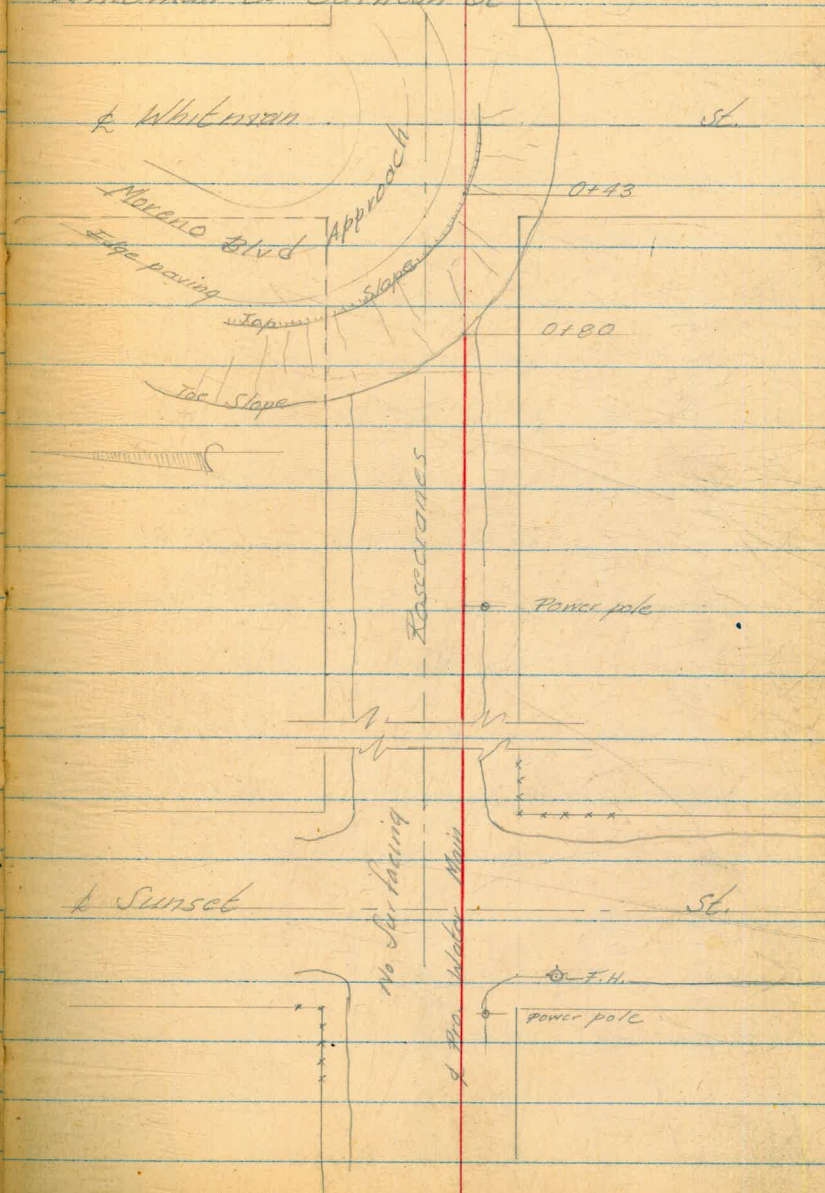 ℄ Whitman St.
0+43
Moreno Blvd Approach
Edge paving
Top Slope
0+80
Toe Slope
Rosecranes
Power pole
No Surfacing
℄ Pro. Water Main
℄ Sunset St.
F.H.
Power pole